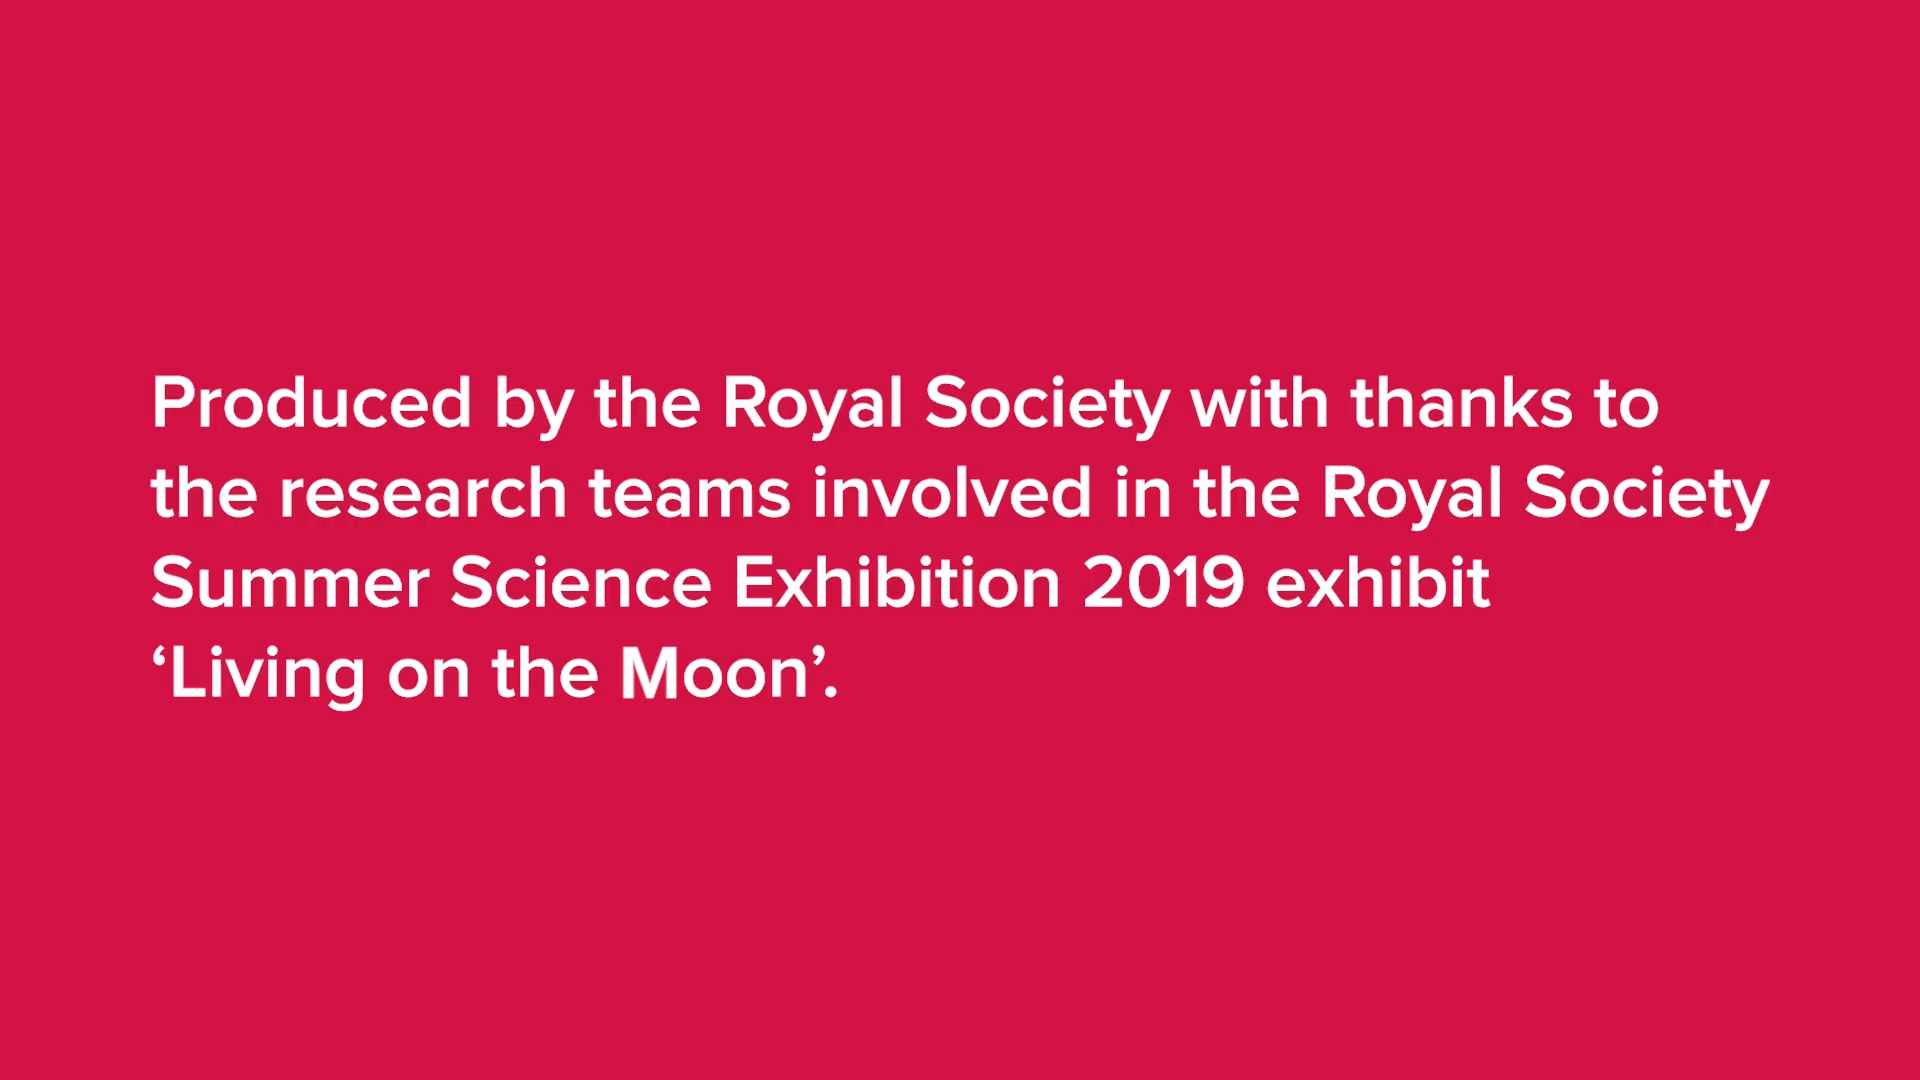 Produced by the Royal Society with thanks to
the research teams involved in the Royal Society
Summer Science Exhibition 2019 exhibit
‘Living on the Moon’.